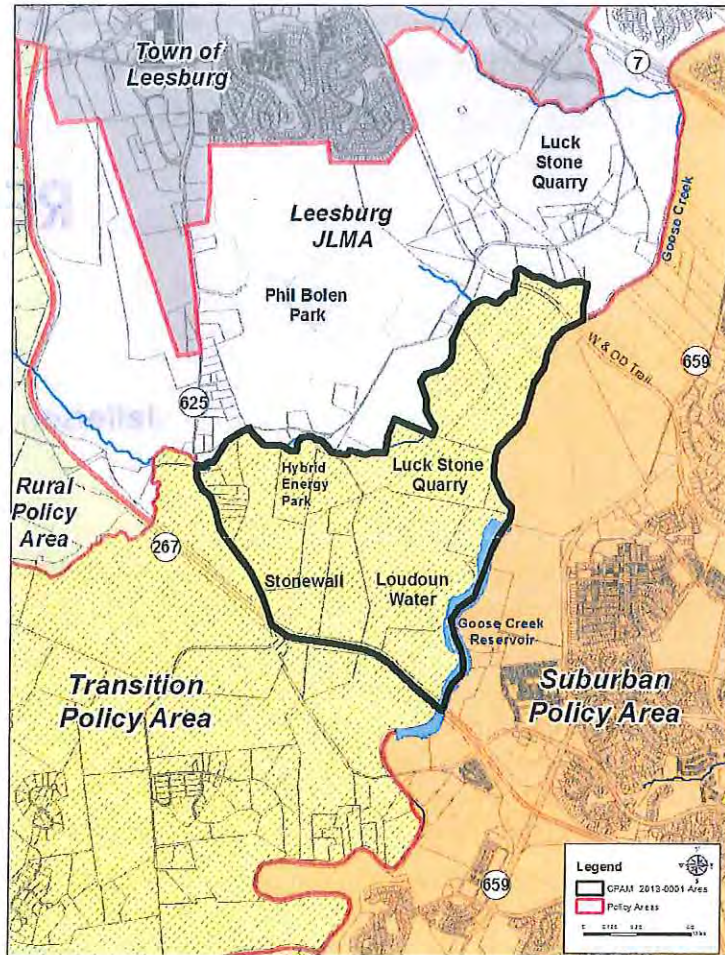 Town of
Leesburg
7
Luck
Stone
Quarry
Leesburg
JLMA
Goose Creek
Phil Bolen
Park
W & OD Trail
659
625
Hybrid
Energy
Park
Luck Stone
Quarry
Rural
Policy
Area
267
Stonewall
Loudoun
Water
Goose Creek
Reservoir
Transition
Policy Area
Suburban
Policy Area
659
Legend
CPAM 2013-0001 Area
Policy Areas